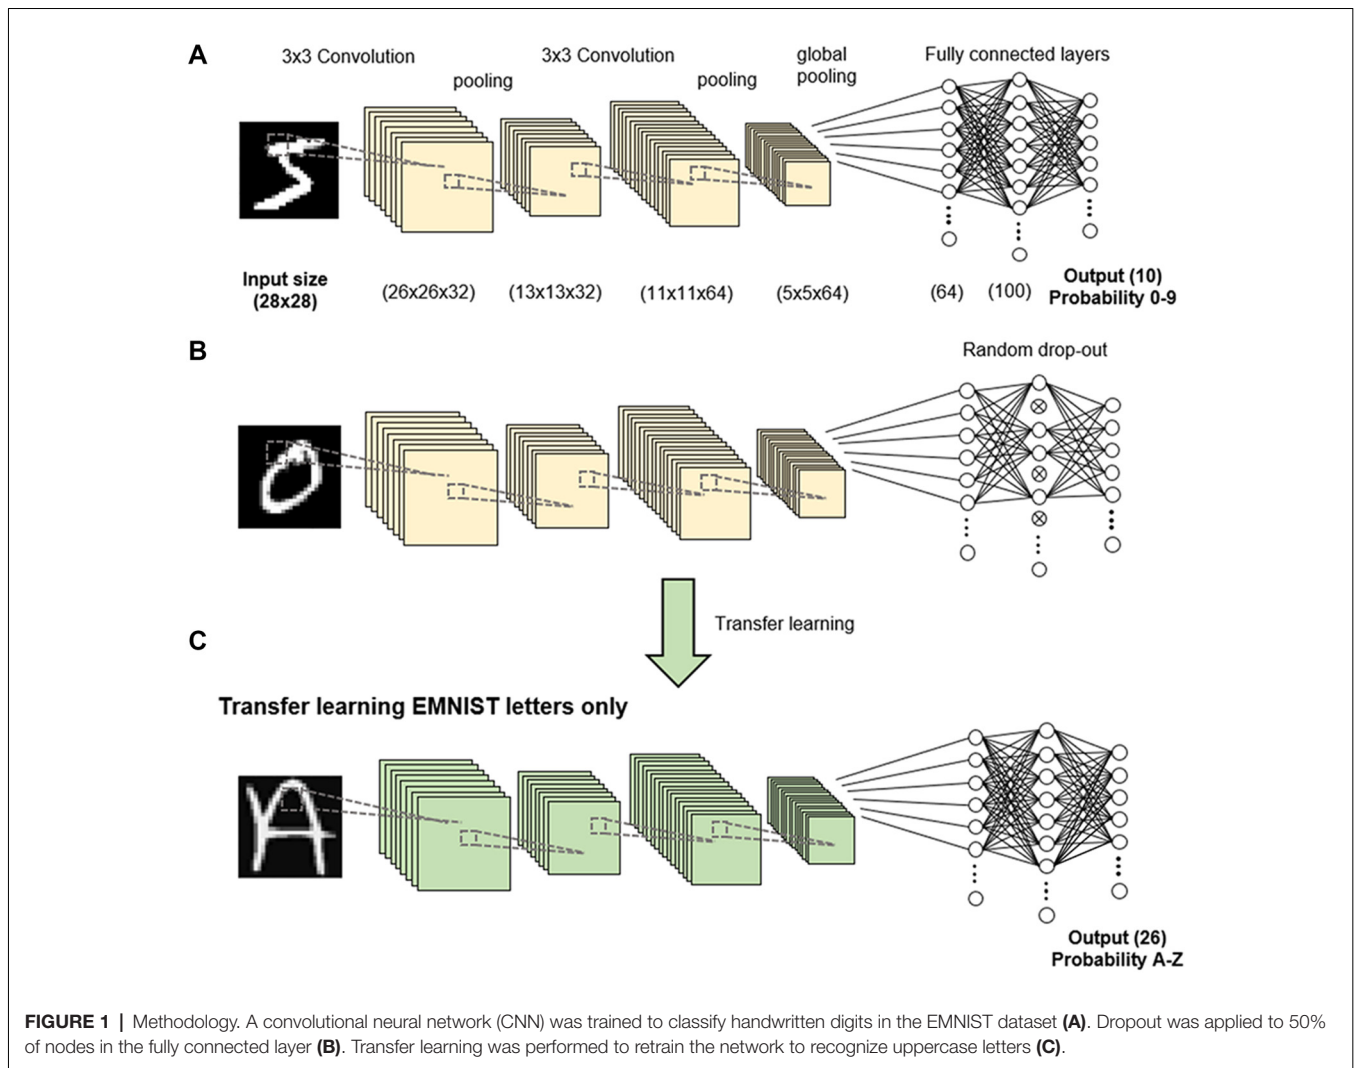 A
3x3 Convolution
pooling
3x3 Convolution
pooling
global
pooling
Fully connected layers
Input size
(28x28)
(26x26x32)
(13x13x32)
(11x11x64)
(5x5x64)
(64)
(100)
Output (10)
Probability 0-9
B
Random drop-out
Transfer learning
C
Transfer learning EMNIST letters only
Output (26)
Probability A-Z
FIGURE 1 | Methodology. A convolutional neural network (CNN) was trained to classify handwritten digits in the EMNIST dataset (A). Dropout was applied to 50%
of nodes in the fully connected layer (B). Transfer learning was performed to retrain the network to recognize uppercase letters (C).